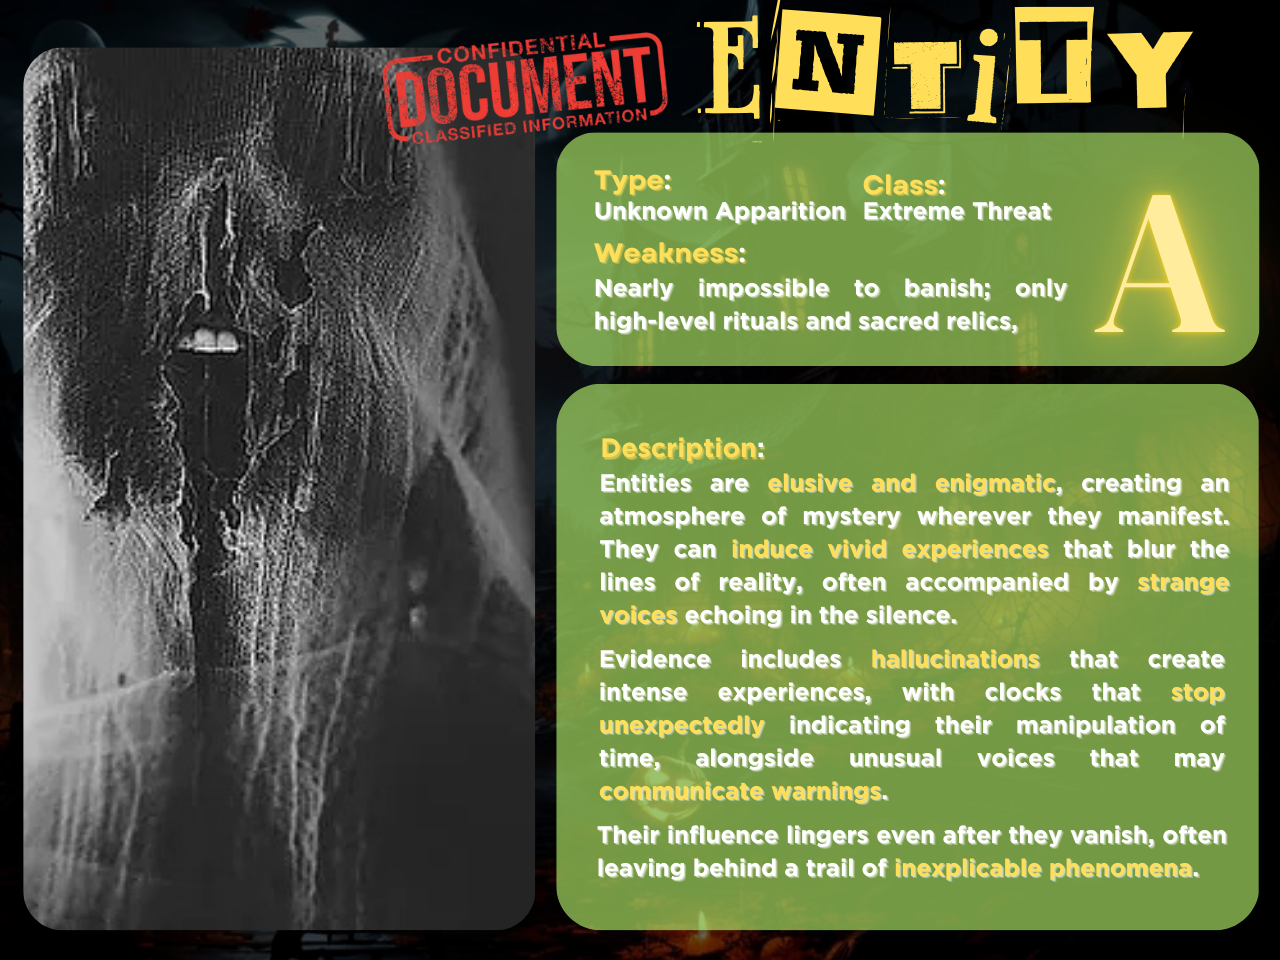 CONFIDENTIAL
DOCUMENT
CLASSIFIED INFORMATION
ENTiTY
Type:
Unknown Apparition
Class:
Extreme Threat
A
Weakness:
Nearly impossible to banish; only
high-level rituals and sacred relics,
Description:
Entities are elusive and enigmatic, creating an
atmosphere of mystery wherever they manifest.
They can induce vivid experiences that blur the
lines of reality, often accompanied by strange
voices echoing in the silence.
Evidence includes hallucinations that create
intense experiences, with clocks that stop
unexpectedly indicating their manipulation of
time, alongside unusual voices that may
communicate warnings.
Their influence lingers even after they vanish, often
leaving behind a trail of inexplicable phenomena.